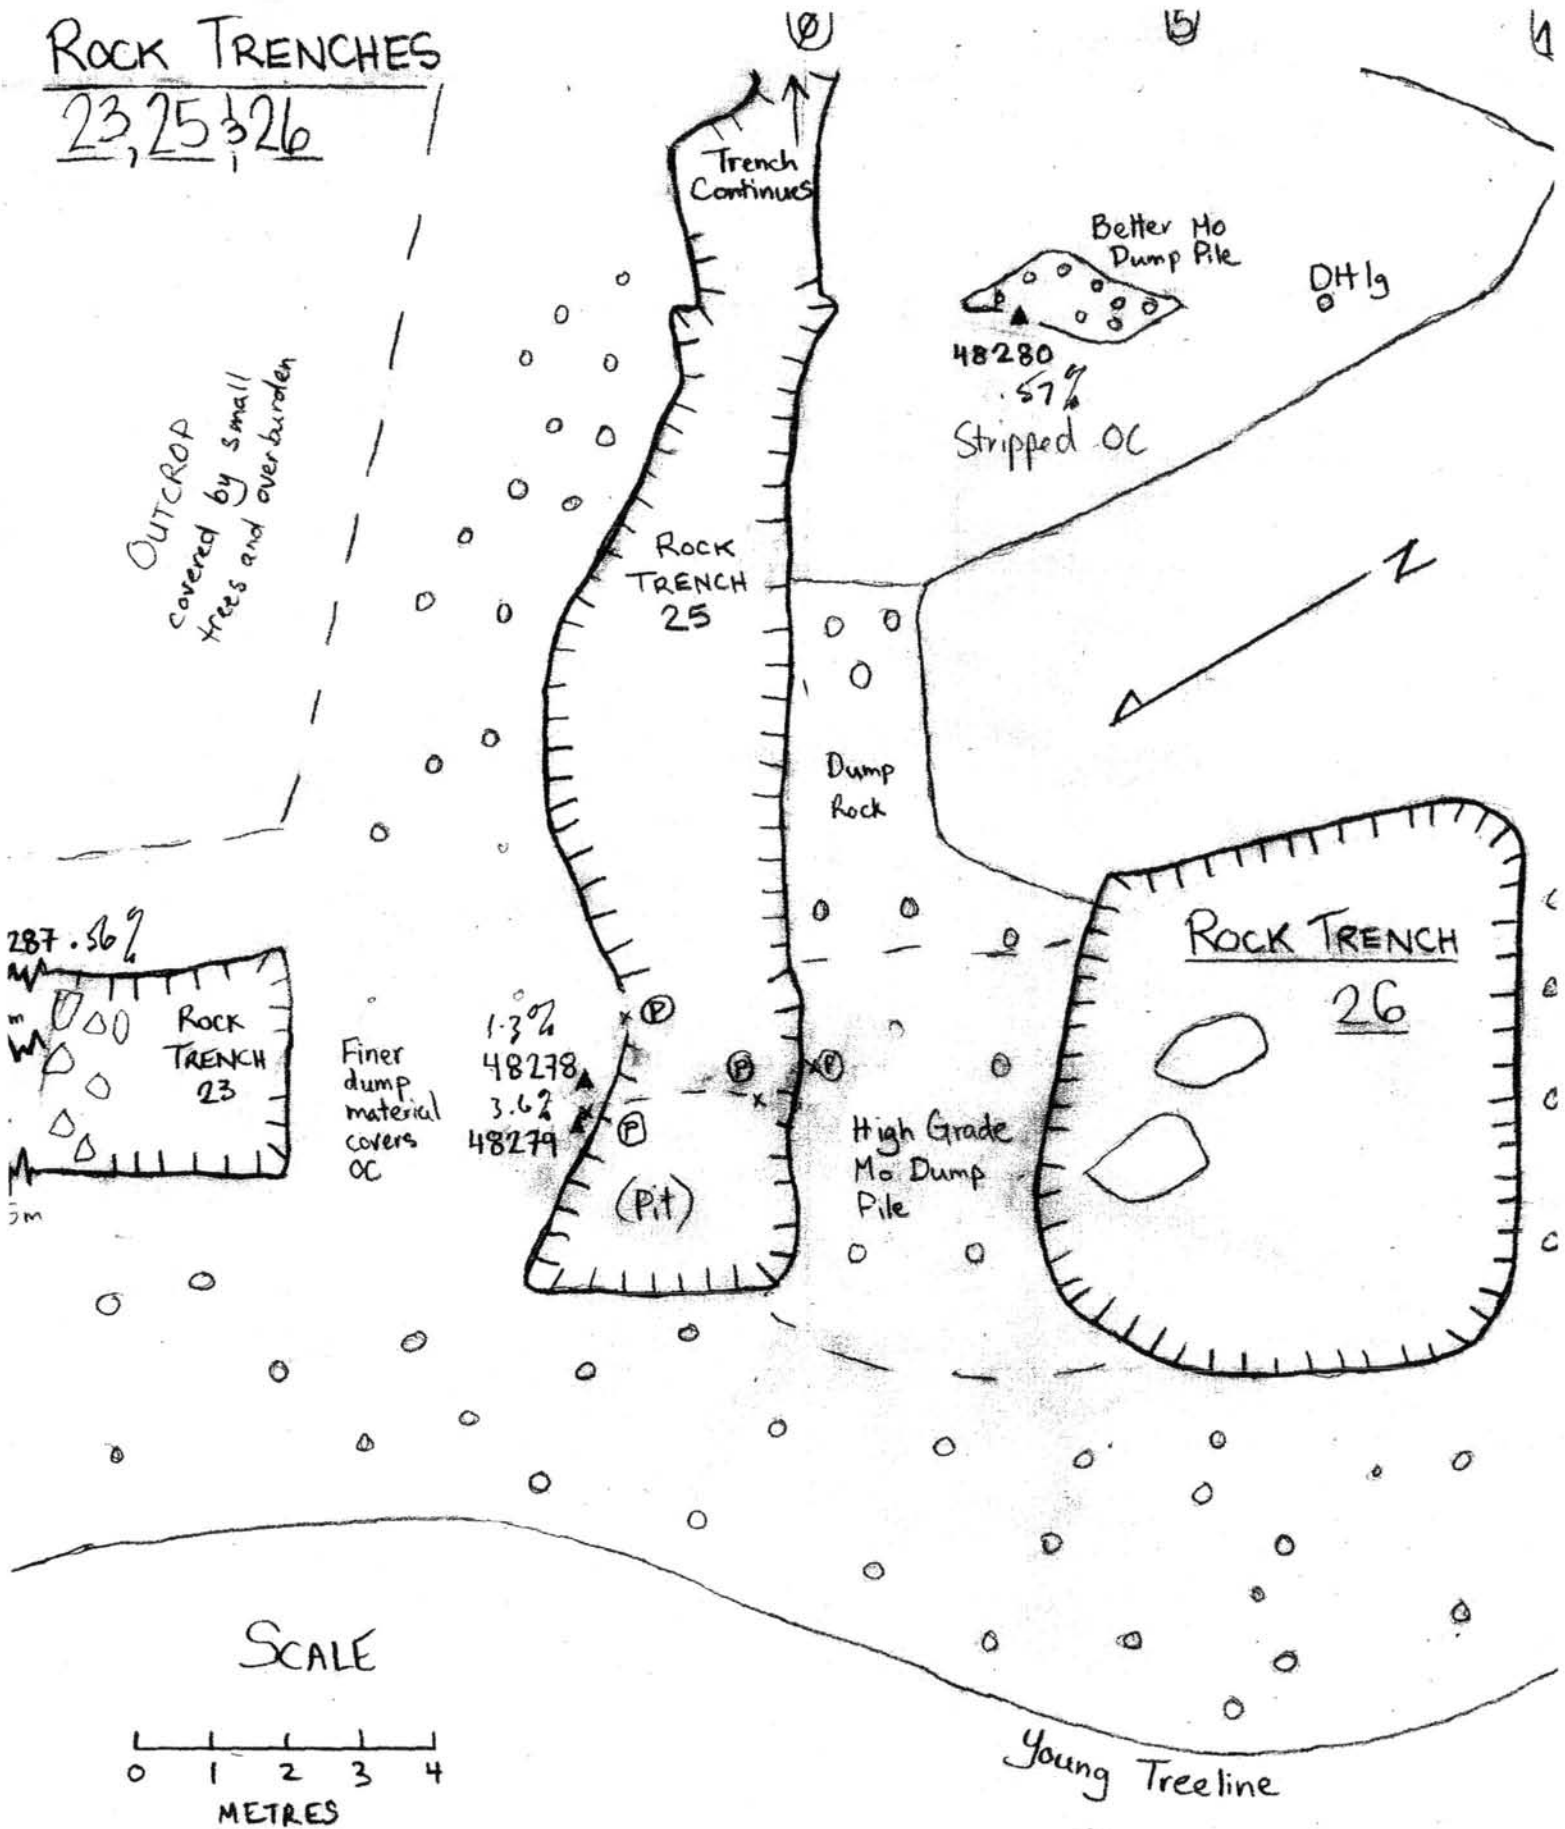 ROCK TRENCHES
23, 25 & 26
0
5
Trench
Continues
Better Mo
Dump Pile
DH 19
48280
.57%
Stripped OC
OUTCROP
covered by small
trees and overburden
ROCK
TRENCH
25
N
Dump
Rock
287 .56%
m
ROCK
TRENCH
23
5m
Finer
dump
material
covers
OC
1.3%
48278
3.6%
48279
P
P
P
P
(Pit)
High Grade
Mo Dump
Pile
ROCK TRENCH
26
SCALE
0 1 2 3 4
METRES
Young Treeline